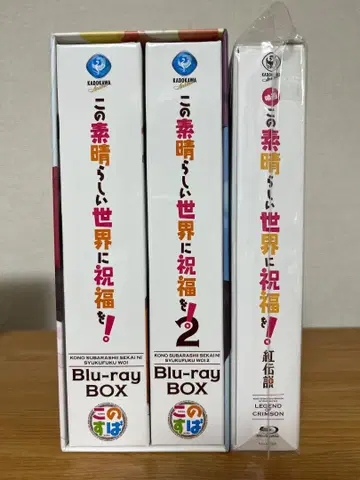 KADOKAWA
この素晴らしい世界に祝福を!
KONO SUBARASHII SEKAI NI
SYUKUFUKU WO!
Blu-ray
BOX
この
すば
KADOKAWA
この素晴らしい世界に祝福を!2
KONO SUBARASHII SEKAI NI
SYUKUFUKU WO! 2
Blu-ray
BOX
この
すば
KADOKAWA
映画
この素晴らしい世界に祝福を!
紅伝説
LEGEND
of
CRIMSON